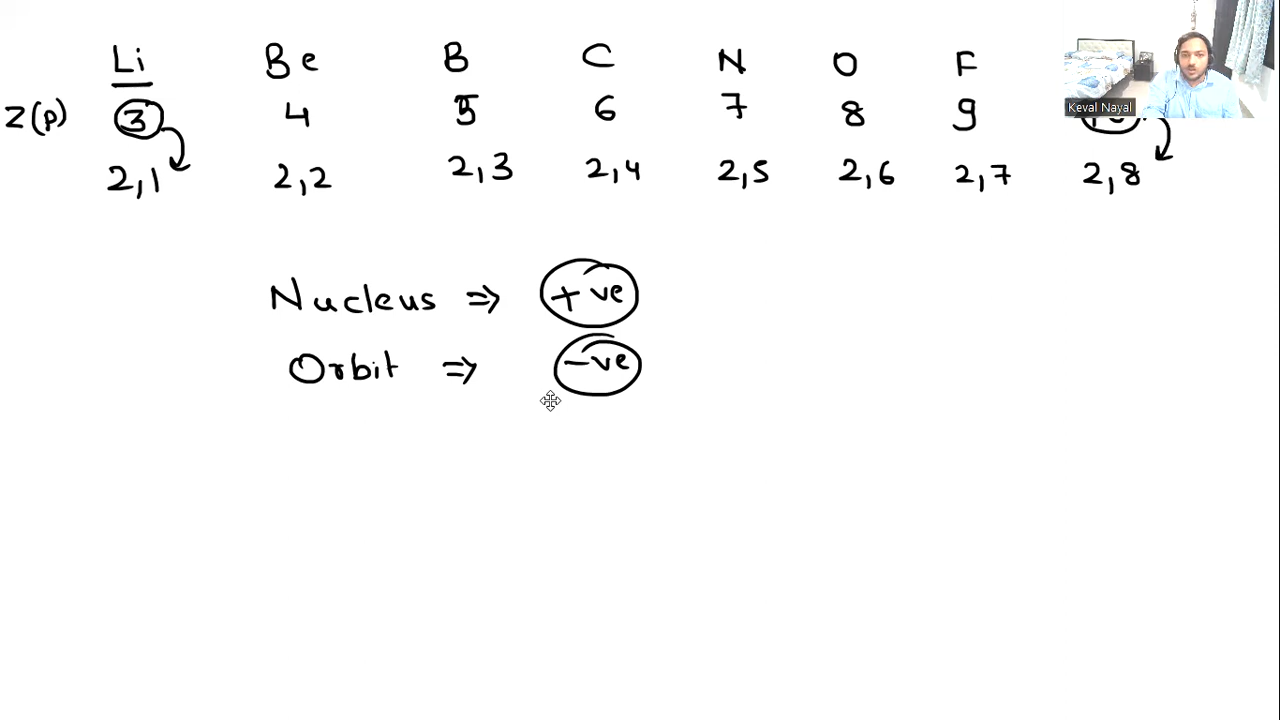 Li Be B C N O F
Z(p) 3 4 5 6 7 8 9
2,1 2,2 2,3 2,4 2,5 2,6 2,7 2,8
Nucleus ⇒ +ve
Orbit ⇒ -ve
Keval Nayal